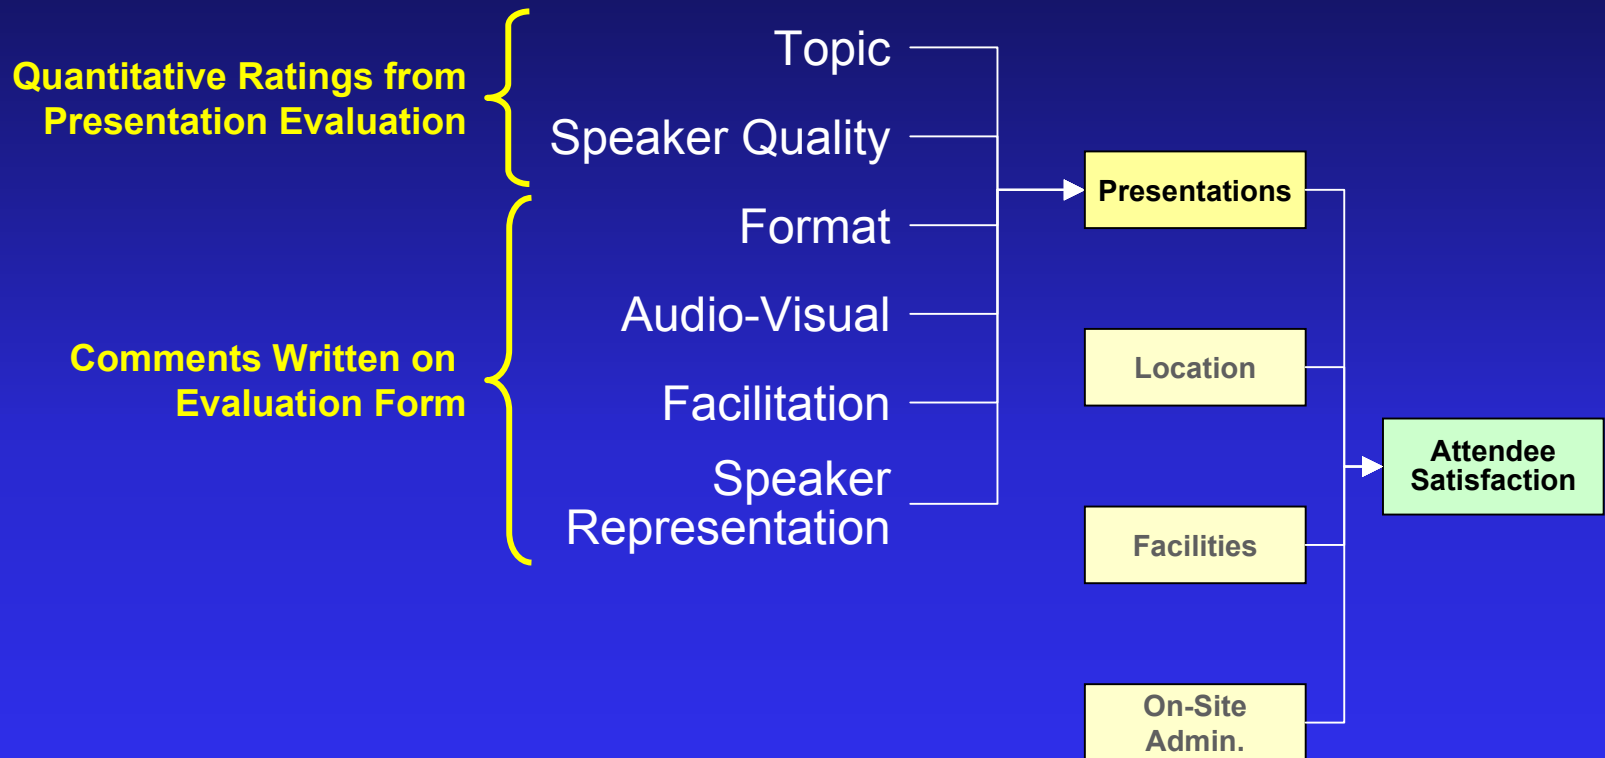 Quantitative Ratings from
Presentation Evaluation
Comments Written on
Evaluation Form
Topic
Speaker Quality
Format
Audio-Visual
Facilitation
Speaker
Representation
Presentations
Location
Facilities
On-Site
Admin.
Attendee
Satisfaction